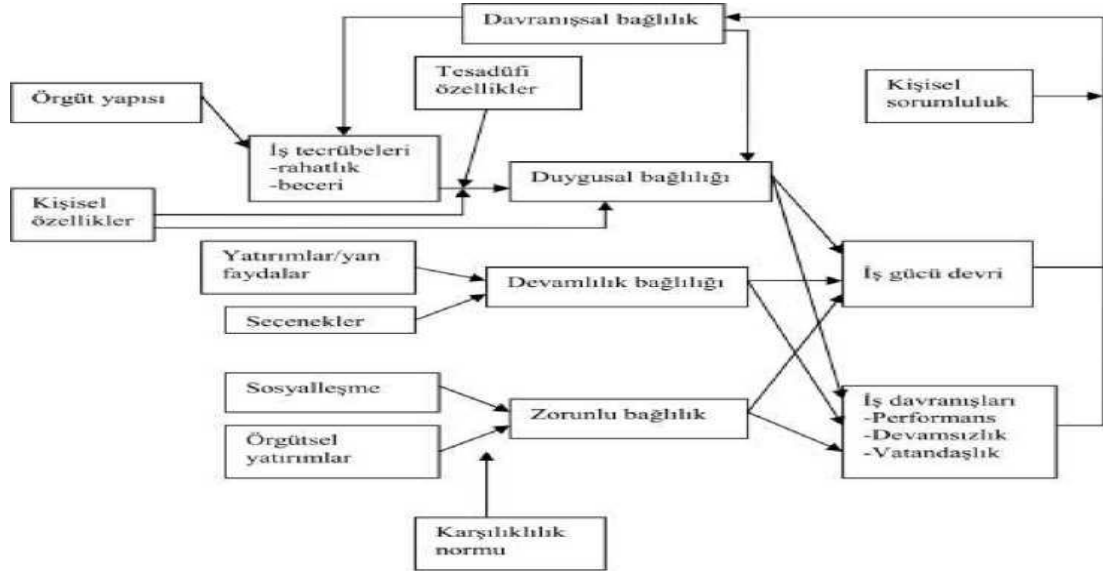 Davranışsal bağlılık
Tesadüfi
özellikler
Kişisel
sorumluluk
Örgüt yapısı
İş tecrübeleri
-rahatlık
-beceri
Duygusal bağlılığı
Kişisel
özellikler
Yatırımlar/yan
faydalar
Devamlılık bağlılığı
İş gücü devri
Seçenekler
Sosyalleşme
Zorunlu bağlılık
İş davranışları
-Performans
-Devamsızlık
-Vatandaşlık
Örgütsel
yatırımlar
Karşılıklılık
normu